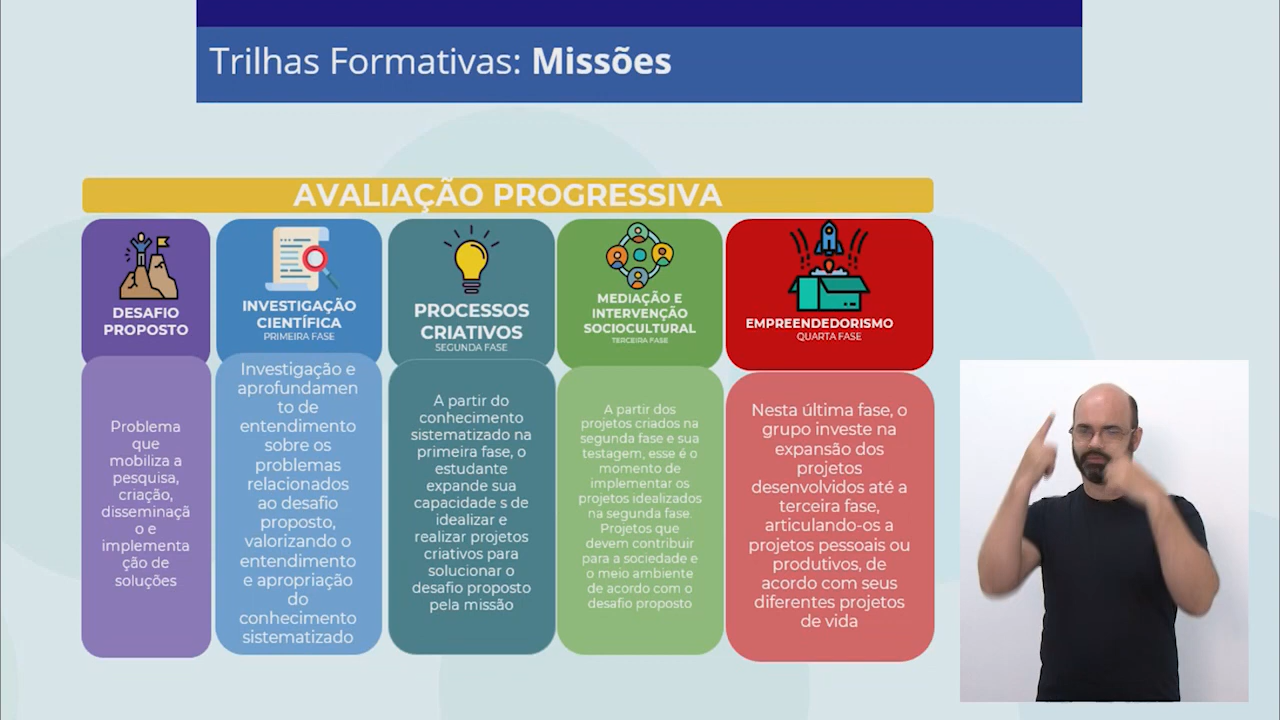 Trilhas Formativas: Missões
AVALIAÇÃO PROGRESSIVA
DESAFIO
PROPOSTO
Problema
que
mobiliza a
pesquisa,
criação,
disseminaçã
o e
implementa
ção de
soluções
INVESTIGAÇÃO
CIENTÍFICA
PRIMEIRA FASE
Investigação e
aprofundamen
to de
entendimento
sobre os
problemas
relacionados
ao desafio
proposto,
valorizando o
entendimento
e apropriação
do
conhecimento
sistematizado
PROCESSOS
CRIATIVOS
SEGUNDA FASE
A partir do
conhecimento
sistematizado na
primeira fase, o
estudante
expande sua
capacidade s de
idealizar e
realizar projetos
criativos para
solucionar o
desafio proposto
pela missão
MEDIAÇÃO E
INTERVENÇÃO
SOCIOCULTURAL
TERCEIRA FASE
A partir dos
projetos criados na
segunda fase e sua
testagem, esse é o
momento de
implementar os
projetos idealizados
na segunda fase.
Projetos que
devem contribuir
para a sociedade e
o meio ambiente
de acordo com o
desafio proposto
EMPREENDEDORISMO
QUARTA FASE
Nesta última fase, o
grupo investe na
expansão dos
projetos
desenvolvidos até a
terceira fase,
articulando-os a
projetos pessoais ou
produtivos, de
acordo com seus
diferentes projetos
de vida